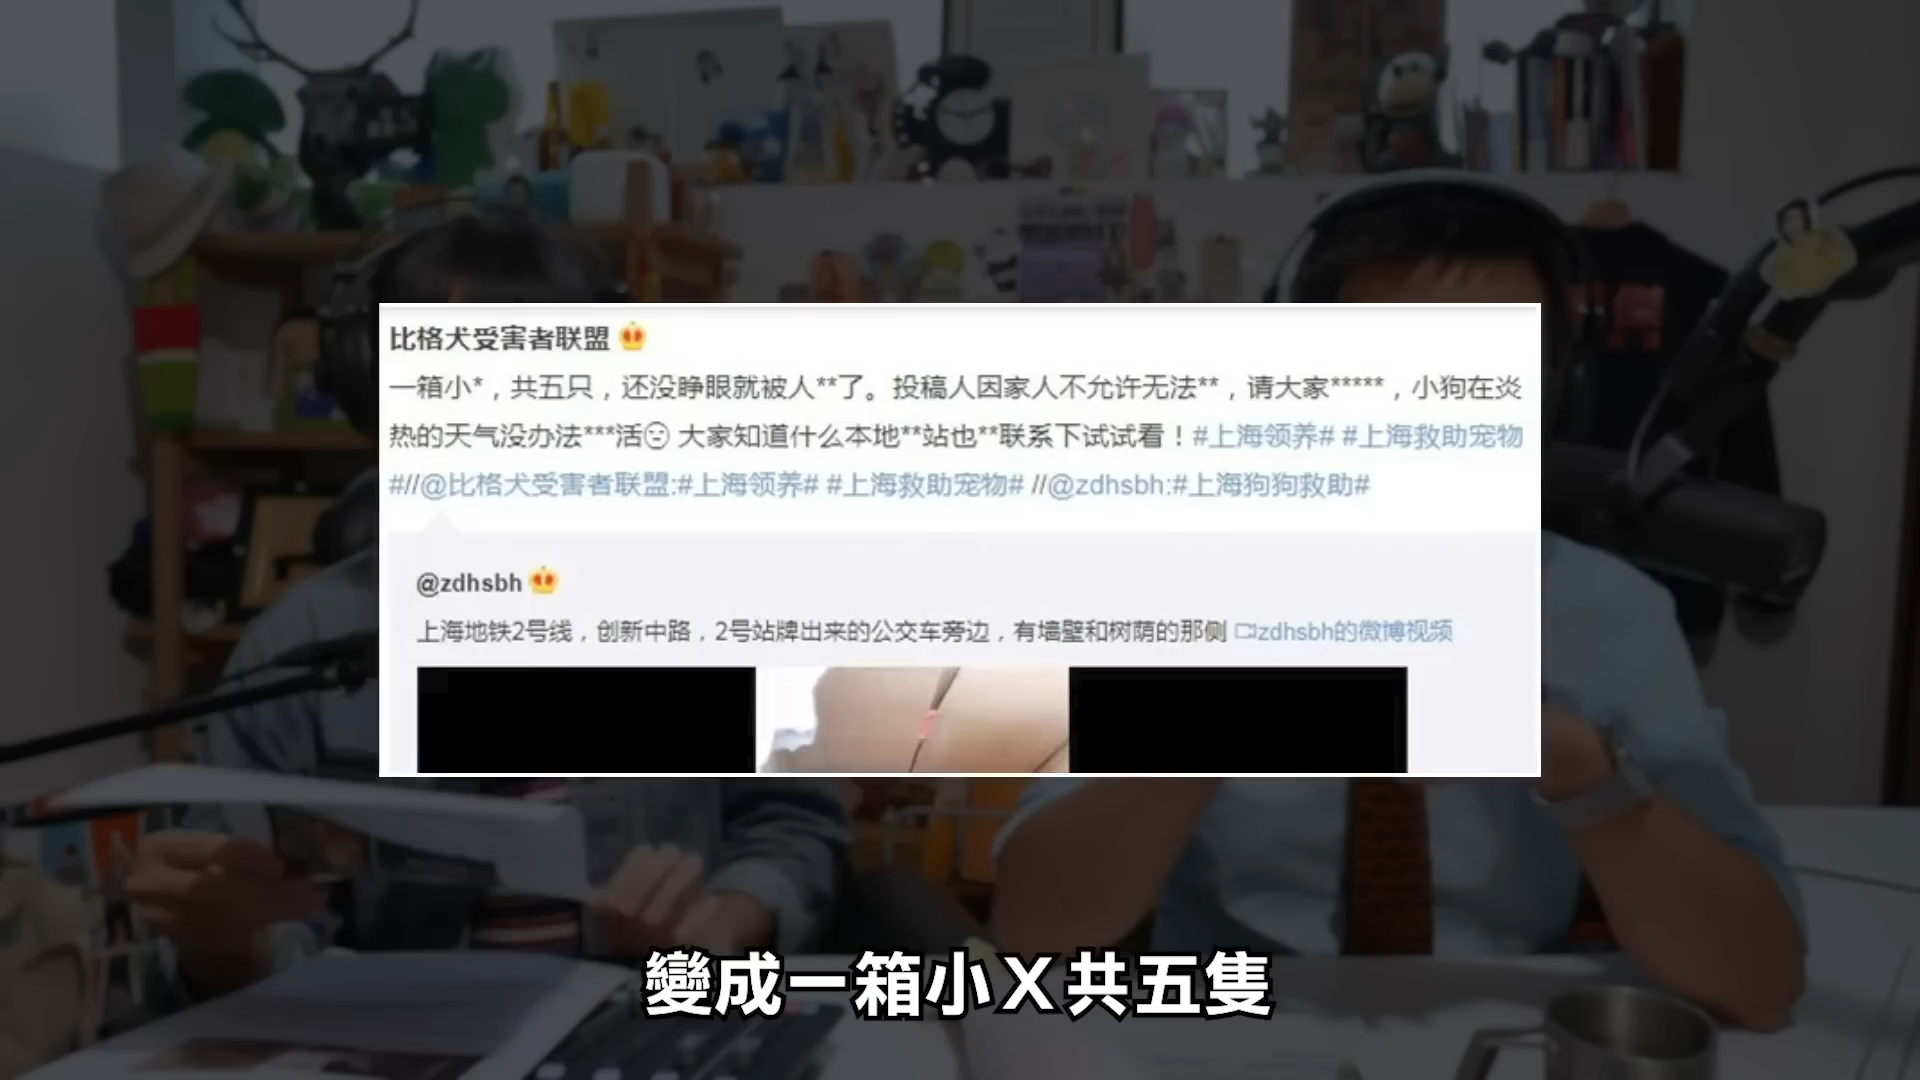 比格犬受害者联盟
一箱小*，共五只，还没睁眼就被人**了。投稿人因家人不允许无法**，请大家*****，小狗在炎
热的天气没办法***活 大家知道什么本地**站也**联系下试试看！#上海领养# #上海救助宠物
#//@比格犬受害者联盟:#上海领养# #上海救助宠物# //@zdhsbh:#上海狗狗救助#
@zdhsbh
上海地铁2号线，创新中路，2号站牌出来的公交车旁边，有墙壁和树荫的那侧 zdhsbh的微博视频
變成一箱小X共五隻